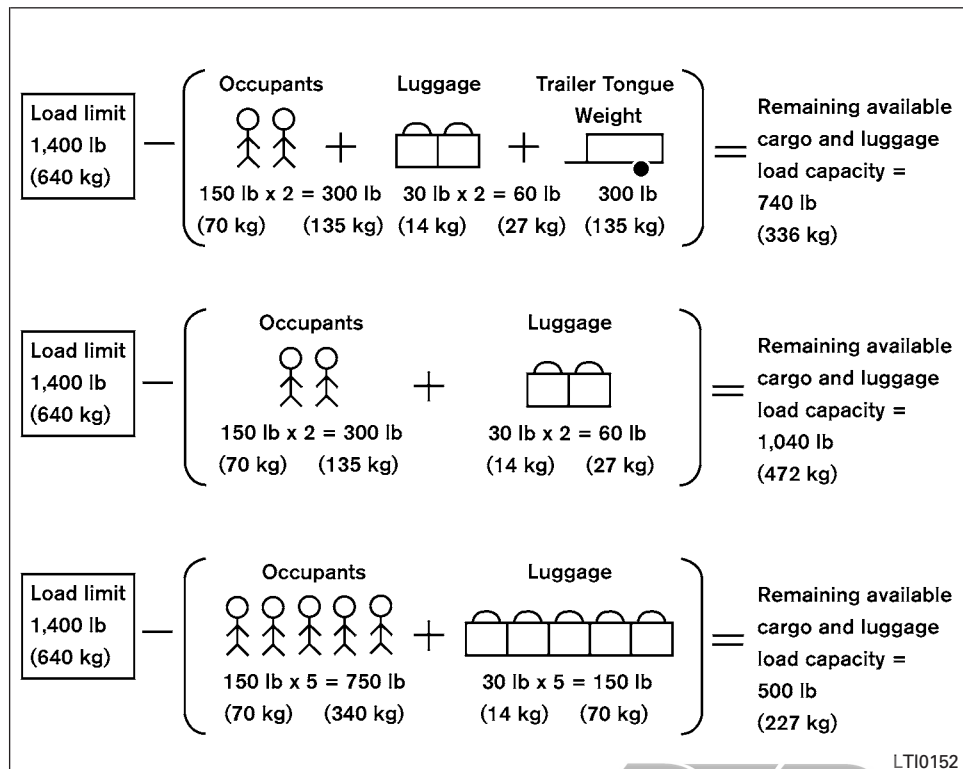 Occupants Luggage Trailer Tongue
Weight
Load limit
1,400 lb
(640 kg)
150 lb x 2 = 300 lb 30 lb x 2 = 60 lb 300 lb
(70 kg) (135 kg) (14 kg) (27 kg) (135 kg)
Remaining available
cargo and luggage
load capacity =
740 lb
(336 kg)
Occupants Luggage
Load limit
1,400 lb
(640 kg)
150 lb x 2 = 300 lb 30 lb x 2 = 60 lb
(70 kg) (135 kg) (14 kg) (27 kg)
Remaining available
cargo and luggage
load capacity =
1,040 lb
(472 kg)
Occupants Luggage
Load limit
1,400 lb
(640 kg)
150 lb x 5 = 750 lb 30 lb x 5 = 150 lb
(70 kg) (340 kg) (14 kg) (70 kg)
Remaining available
cargo and luggage
load capacity =
500 lb
(227 kg)
LTI0152